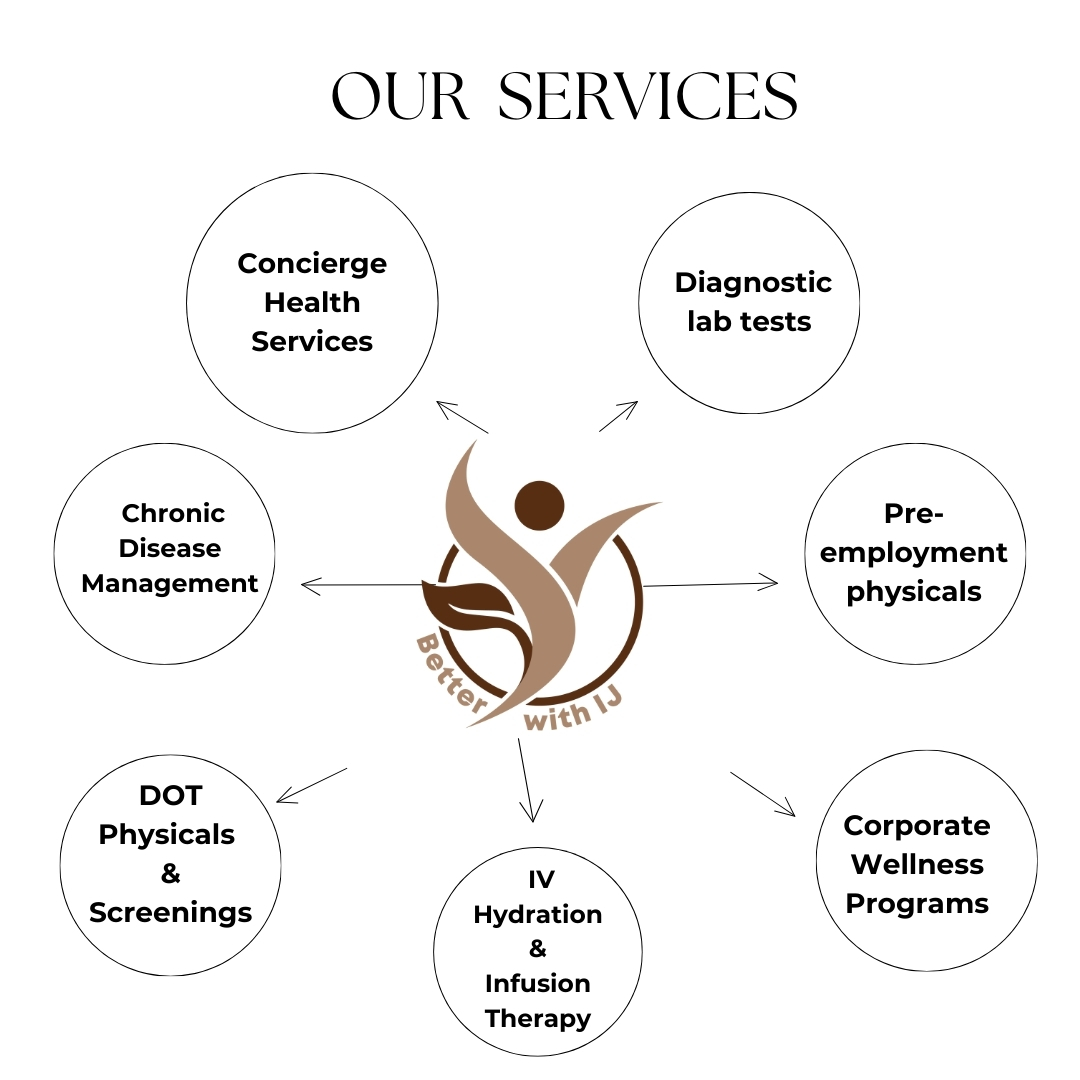 OUR SERVICES
Concierge
Health
Services
Diagnostic
lab tests
Chronic
Disease
Management
Pre-
employment
physicals
Better with IJ
DOT
Physicals
&
Screenings
IV
Hydration
&
Infusion
Therapy
Corporate
Wellness
Programs